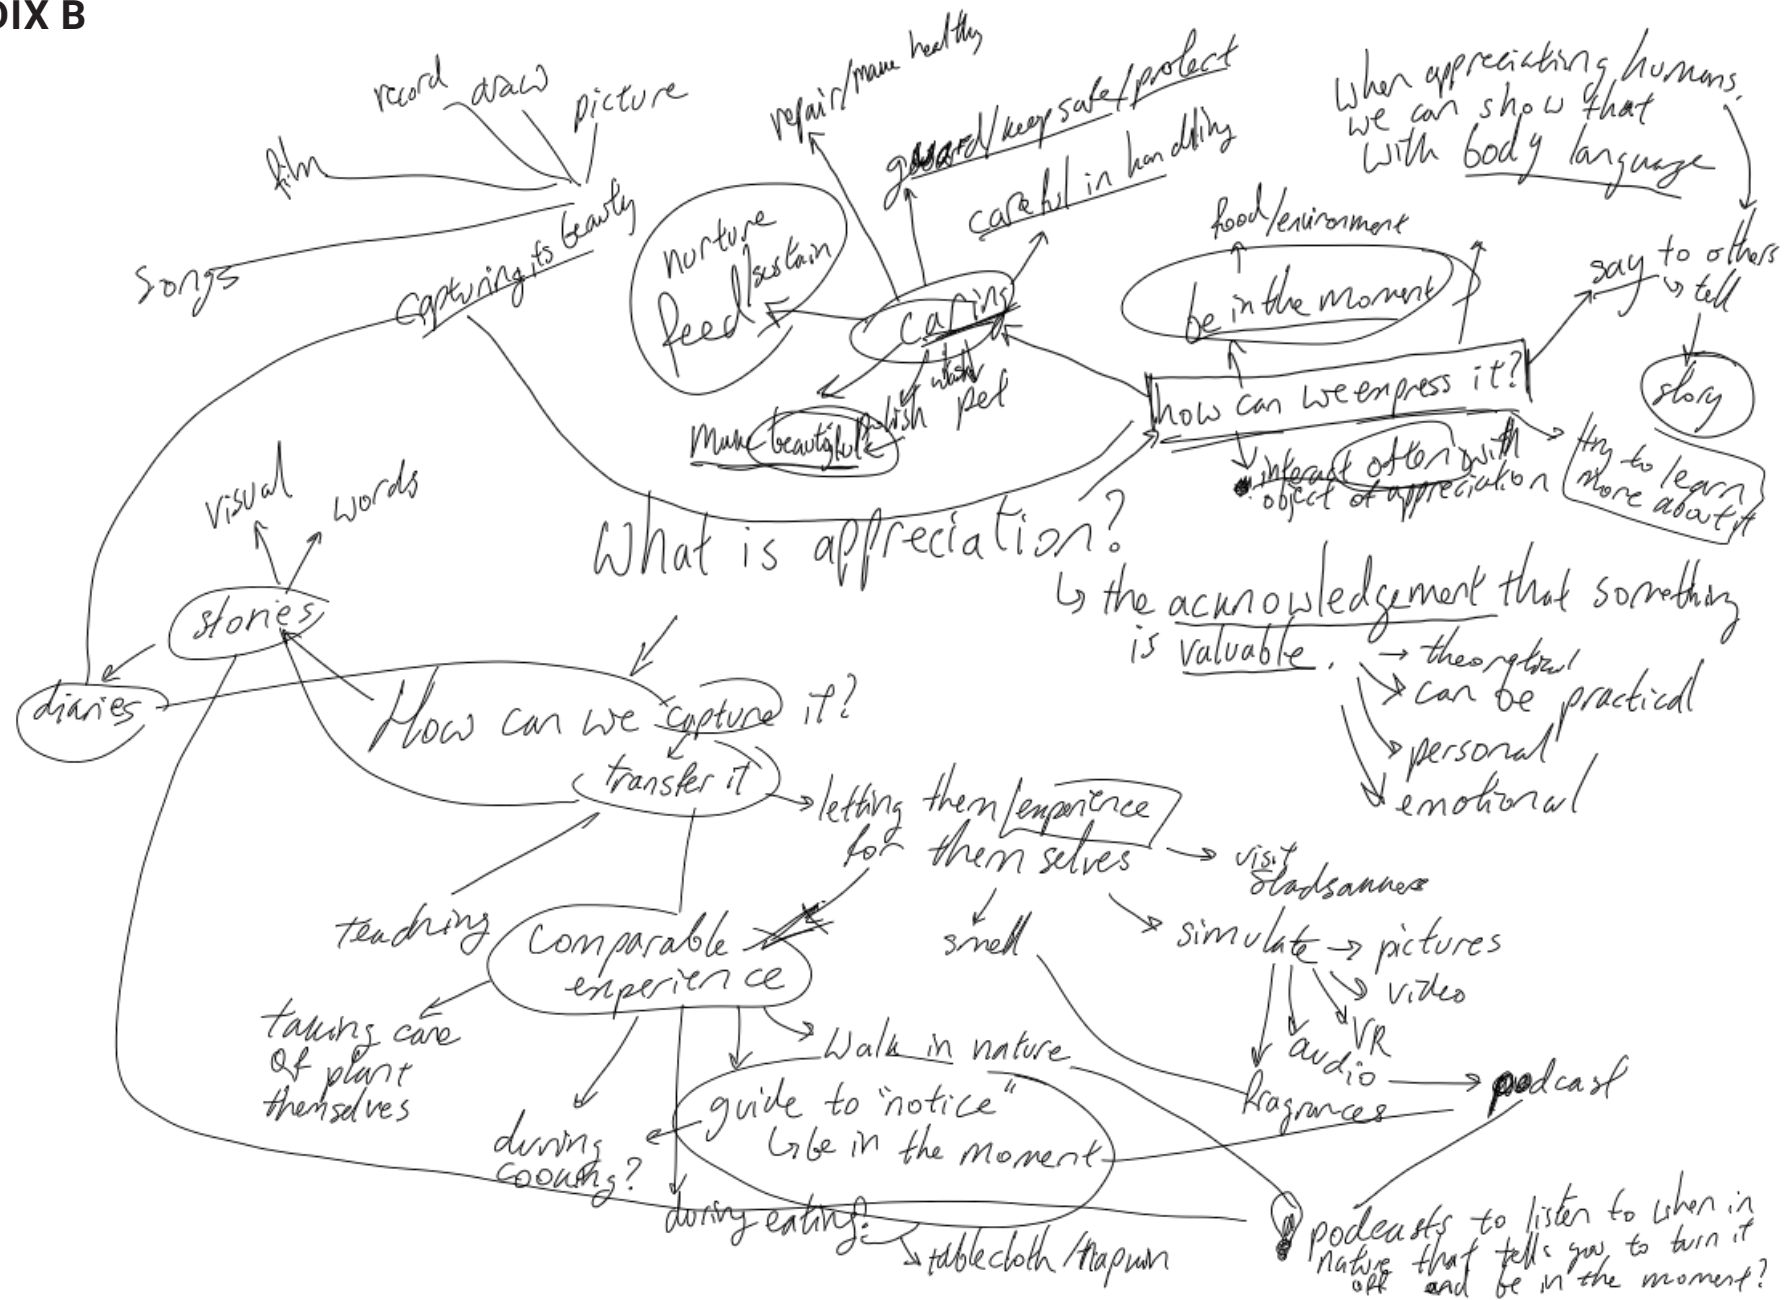 DIX B
record
draw
picture
film
songs
capturing its beauty
repair/make healthy
guard/keep safe/protect
careful in handling
nurture
feed/sustain
caring
wash
polish
pet
make beautiful
When appreciating humans,
we can show that
with body language
food/environment
be in the moment
say to others
↳ tell
story
how can we express it?
interact often with
object of appreciation
try to learn
more about it
What is appreciation?
↳ the acknowledgement that something
is valuable.
→ theoretical
can be practical
personal
emotional
visual
words
stories
diaries
How can we capture it?
transfer it
letting them experience
for themselves
visit
smell
simulate → pictures
video
VR
audio
fragrances
podcast
teaching
comparable
experience
taking care
of plant
themselves
Walk in nature
guide to "notice"
↳ be in the moment
during
cooking?
during eating?
tablecloth/napkin
podcasts to listen to when in
nature that tells you to turn it
off and be in the moment?